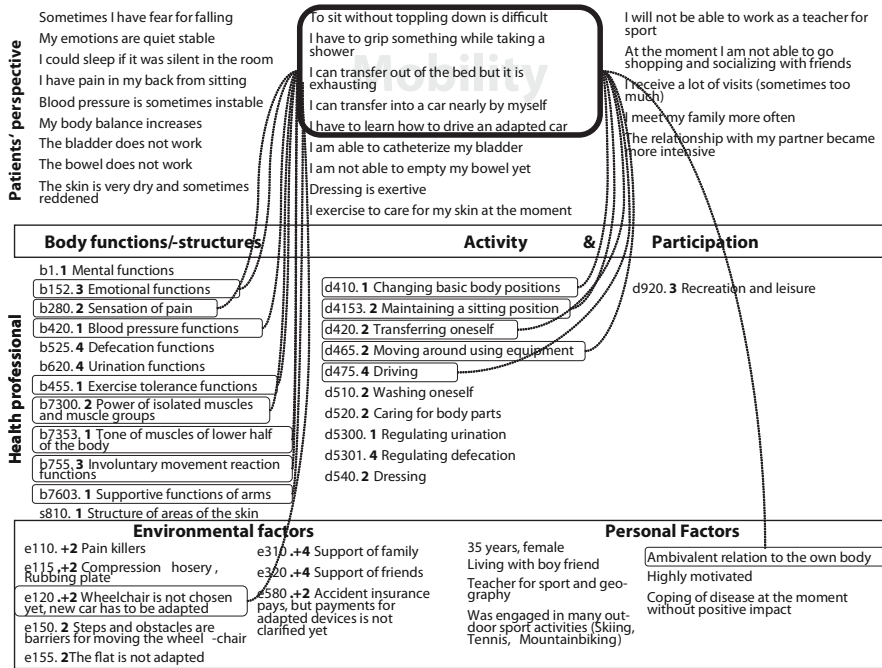 Patients’ perspective
Sometimes I have fear for falling
My emotions are quiet stable
I could sleep if it was silent in the room
I have pain in my back from sitting
Blood pressure is sometimes instable
My body balance increases
The bladder does not work
The bowel does not work
The skin is very dry and sometimes
reddened
Mobility
To sit without toppling down is difficult
I have to grip something while taking a
shower
I can transfer out of the bed but it is
exhausting
I can transfer into a car nearly by myself
I have to learn how to drive an adapted car
I am able to catheterize my bladder
I am not able to empty my bowel yet
Dressing is exertive
I exercise to care for my skin at the moment
I will not be able to work as a teacher for
sport
At the moment I am not able to go
shopping and socializing with friends
I receive a lot of visits (sometimes too
much)
I meet my family more often
The relationship with my partner became
more intensive
Body functions/-structures
Activity & Participation
Health professional
b1.1 Mental functions
b152.3 Emotional functions
b280.2 Sensation of pain
b420.1 Blood pressure functions
b525.4 Defecation functions
b620.4 Urination functions
b455.1 Exercise tolerance functions
b7300.2 Power of isolated muscles
and muscle groups
b7353.1 Tone of muscles of lower half
of the body
b755.3 Involuntary movement reaction
functions
b7603.1 Supportive functions of arms
s810.1 Structure of areas of the skin
d410.1 Changing basic body positions
d4153.2 Maintaining a sitting position
d420.2 Transferring oneself
d465.2 Moving around using equipment
d475.4 Driving
d510.2 Washing oneself
d520.2 Caring for body parts
d5300.1 Regulating urination
d5301.4 Regulating defecation
d540.2 Dressing
d920.3 Recreation and leisure
Environmental factors
e110.+2 Pain killers
e115.+2 Compression hosery,
Rubbing plate
e120.+2 Wheelchair is not chosen
yet, new car has to be adapted
e150.2 Steps and obstacles are
barriers for moving the wheel -chair
e155.2The flat is not adapted
e310.+4 Support of family
e320.+4 Support of friends
e580.+2 Accident insurance
pays, but payments for
adapted devices is not
clarified yet
Personal Factors
35 years, female
Living with boy friend
Teacher for sport and geo-
graphy
Was engaged in many out-
door sport activities (Skiing,
Tennis, Mountainbiking)
Ambivalent relation to the own body
Highly motivated
Coping of disease at the moment
without positive impact